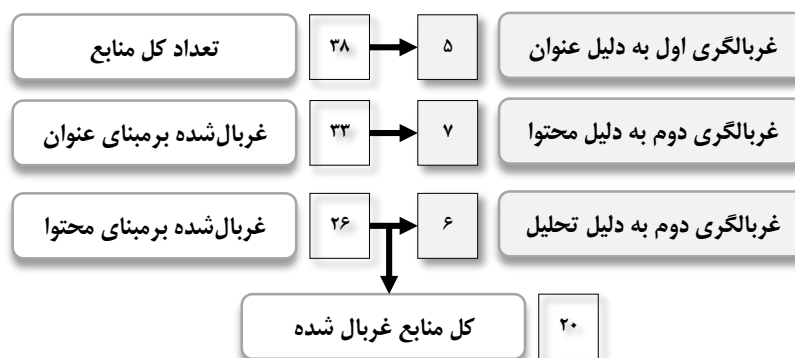 تعداد کل منابع ۳۸ ۵ غربالگری اول به دلیل عنوان
غربال‌شده برمبنای عنوان ۳۳ ۷ غربالگری دوم به دلیل محتوا
غربال‌شده برمبنای محتوا ۲۶ ۶ غربالگری دوم به دلیل تحلیل
کل منابع غربال شده ۲۰